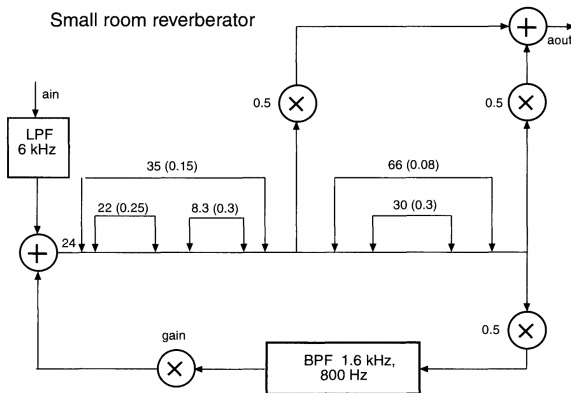 Small room reverberator
aout
ain
0.5
0.5
LPF
6 kHz
35 (0.15)
66 (0.08)
22 (0.25)
8.3 (0.3)
30 (0.3)
24
gain
0.5
BPF 1.6 kHz,
800 Hz